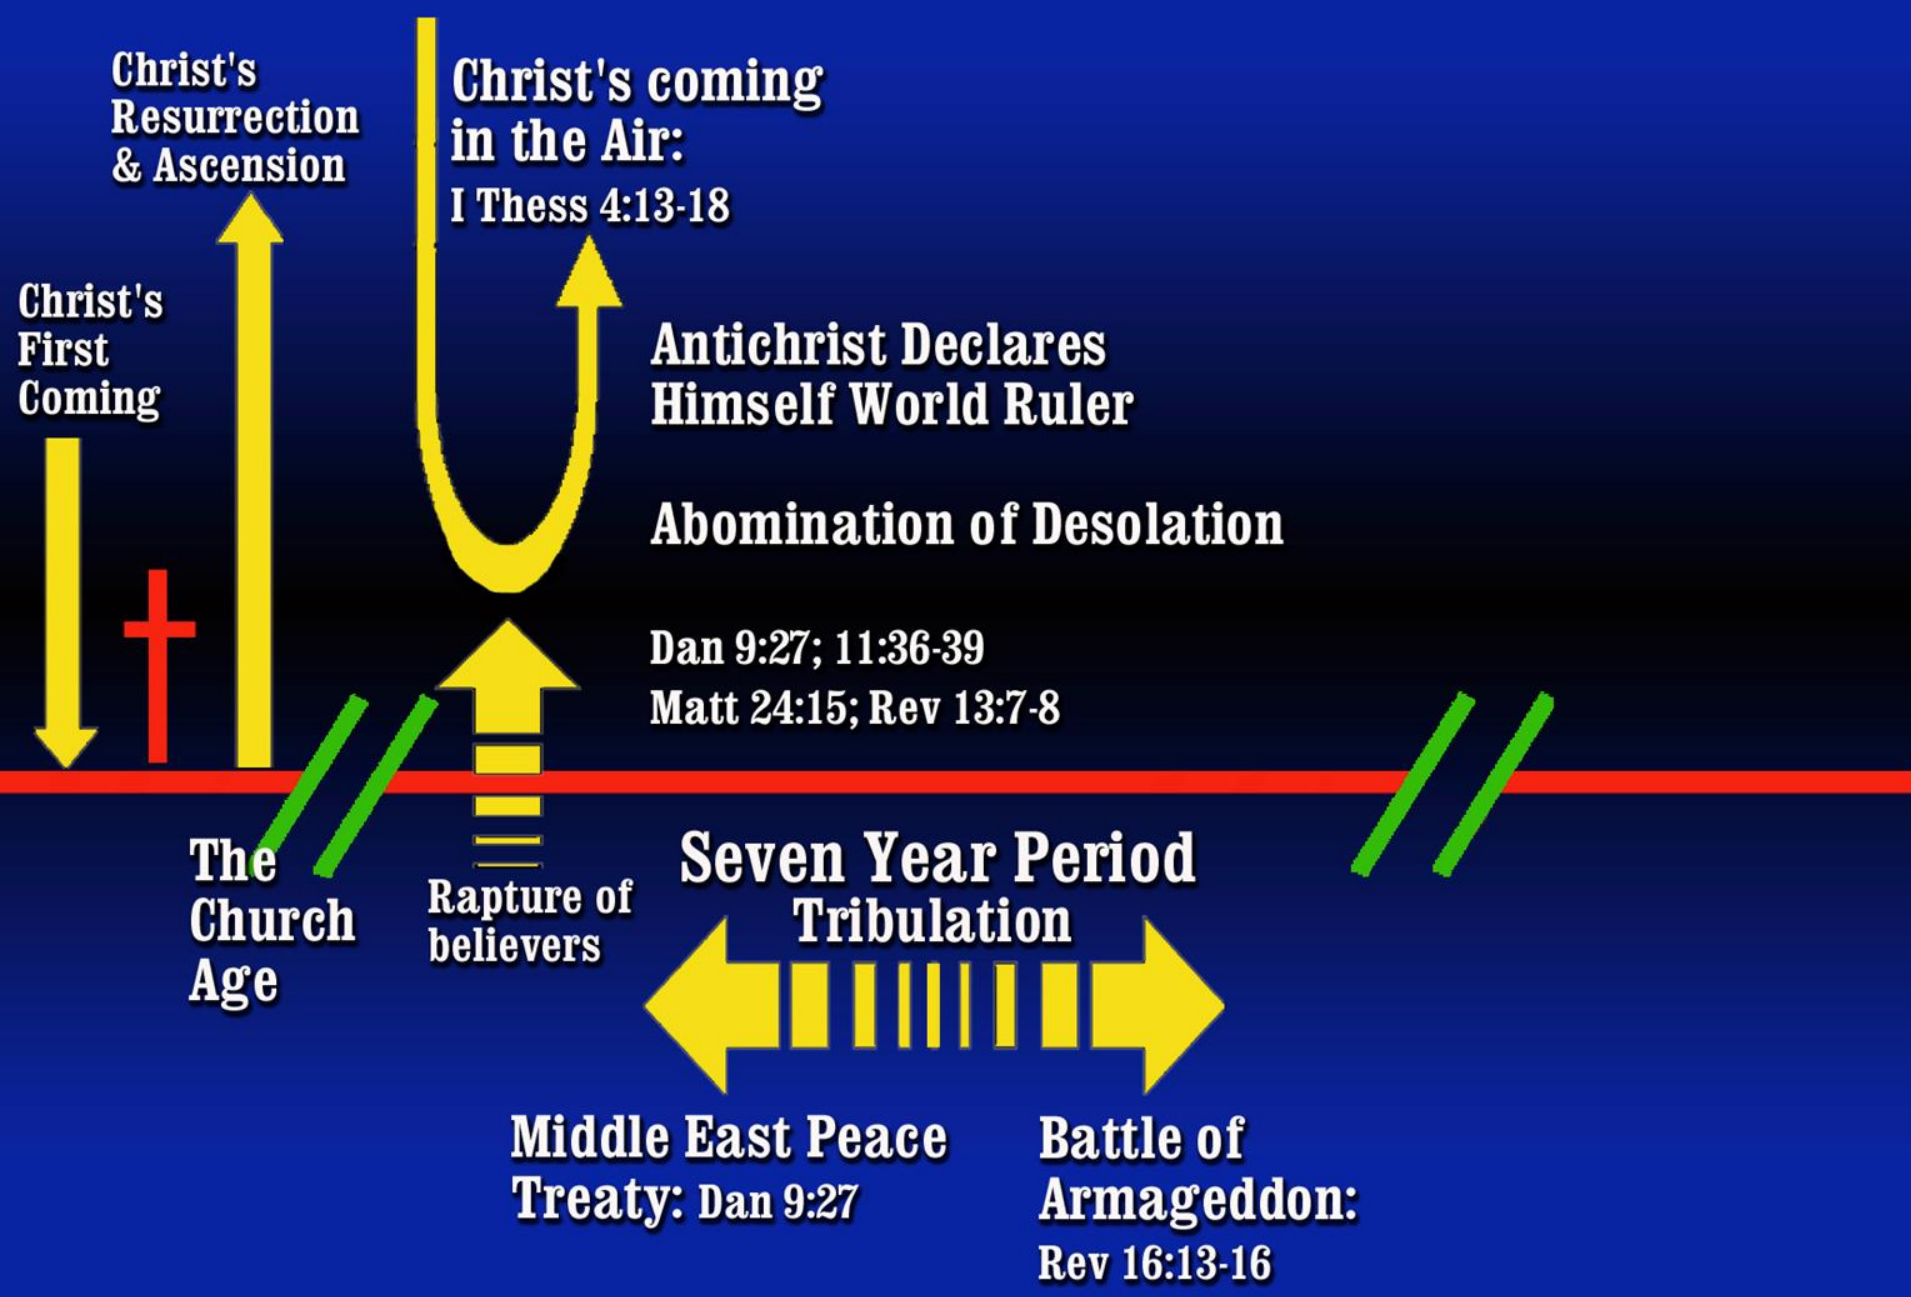 Christ's
Resurrection
& Ascension
Christ's coming
in the Air:
I Thess 4:13-18
Christ's
First
Coming
Antichrist Declares
Himself World Ruler
Abomination of Desolation
Dan 9:27; 11:36-39
Matt 24:15; Rev 13:7-8
The
Church
Age
Rapture of
believers
Seven Year Period
Tribulation
Middle East Peace
Treaty: Dan 9:27
Battle of
Armageddon:
Rev 16:13-16